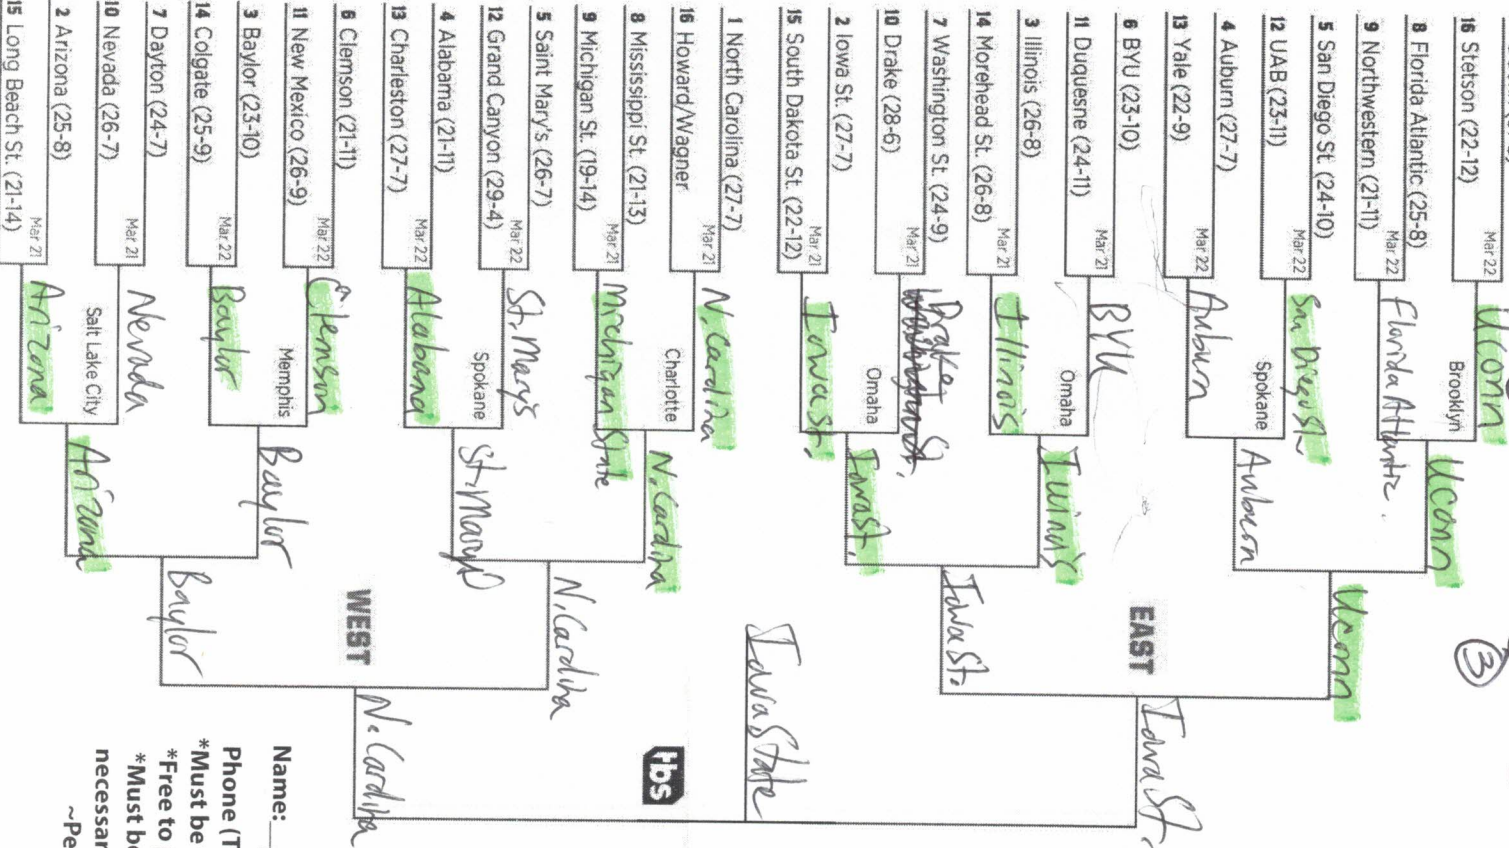 16 Stetson (22-12)
8 Florida Atlantic (25-8)
9 Northwestern (21-11)
5 San Diego St. (24-10)
12 UAB (23-11)
4 Auburn (27-7)
13 Yale (22-9)
6 BYU (23-10)
11 Duquesne (24-11)
3 Illinois (26-8)
14 Morehead St. (26-8)
7 Washington St. (24-9)
10 Drake (28-6)
2 Iowa St. (27-7)
15 South Dakota St. (22-12)
Mar 22
Mar 22
Mar 22
Mar 22
Mar 21
Mar 21
Mar 21
Mar 21
UConn
Brooklyn
Florida Atlantic.
San Diego St.
Spokane
Auburn
BYU
Omaha
Illinois
Drake
Omaha
Iowa St.
UConn
Auburn
Illinois
Iowa St.
UConn
Iowa St.
EAST
Iowa St.
3
1 North Carolina (27-7)
16 Howard/Wagner
8 Mississippi St. (21-13)
9 Michigan St. (19-14)
5 Saint Mary's (26-7)
12 Grand Canyon (29-4)
4 Alabama (21-11)
13 Charleston (27-7)
6 Clemson (21-11)
11 New Mexico (26-9)
3 Baylor (23-10)
14 Colgate (25-9)
7 Dayton (24-7)
10 Nevada (26-7)
2 Arizona (25-8)
15 Long Beach St. (21-14)
Mar 21
Mar 21
Mar 22
Mar 22
Mar 22
Mar 22
Mar 21
Mar 21
N. Carolina
Charlotte
Michigan State
St. Mary's
Spokane
Alabama
Clemson
Memphis
Baylor
Nevada
Salt Lake City
Arizona
N. Carolina
St. Mary's
Baylor
Arizona
N. Carolina
Baylor
WEST
N. Carolina
Iowa State
tbs
Name:
Phone (T
*Must be
*Free to
*Must be
necessar
~Pe